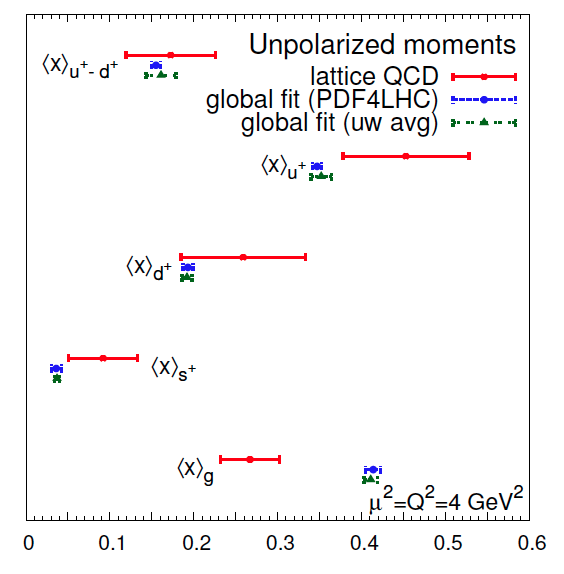 Unpolarized moments
⟨x⟩u⁺- d⁺
lattice QCD
global fit (PDF4LHC)
global fit (uw avg)
⟨x⟩u⁺
⟨x⟩d⁺
⟨x⟩s⁺
⟨x⟩g
μ²=Q²=4 GeV²
0 0.1 0.2 0.3 0.4 0.5 0.6